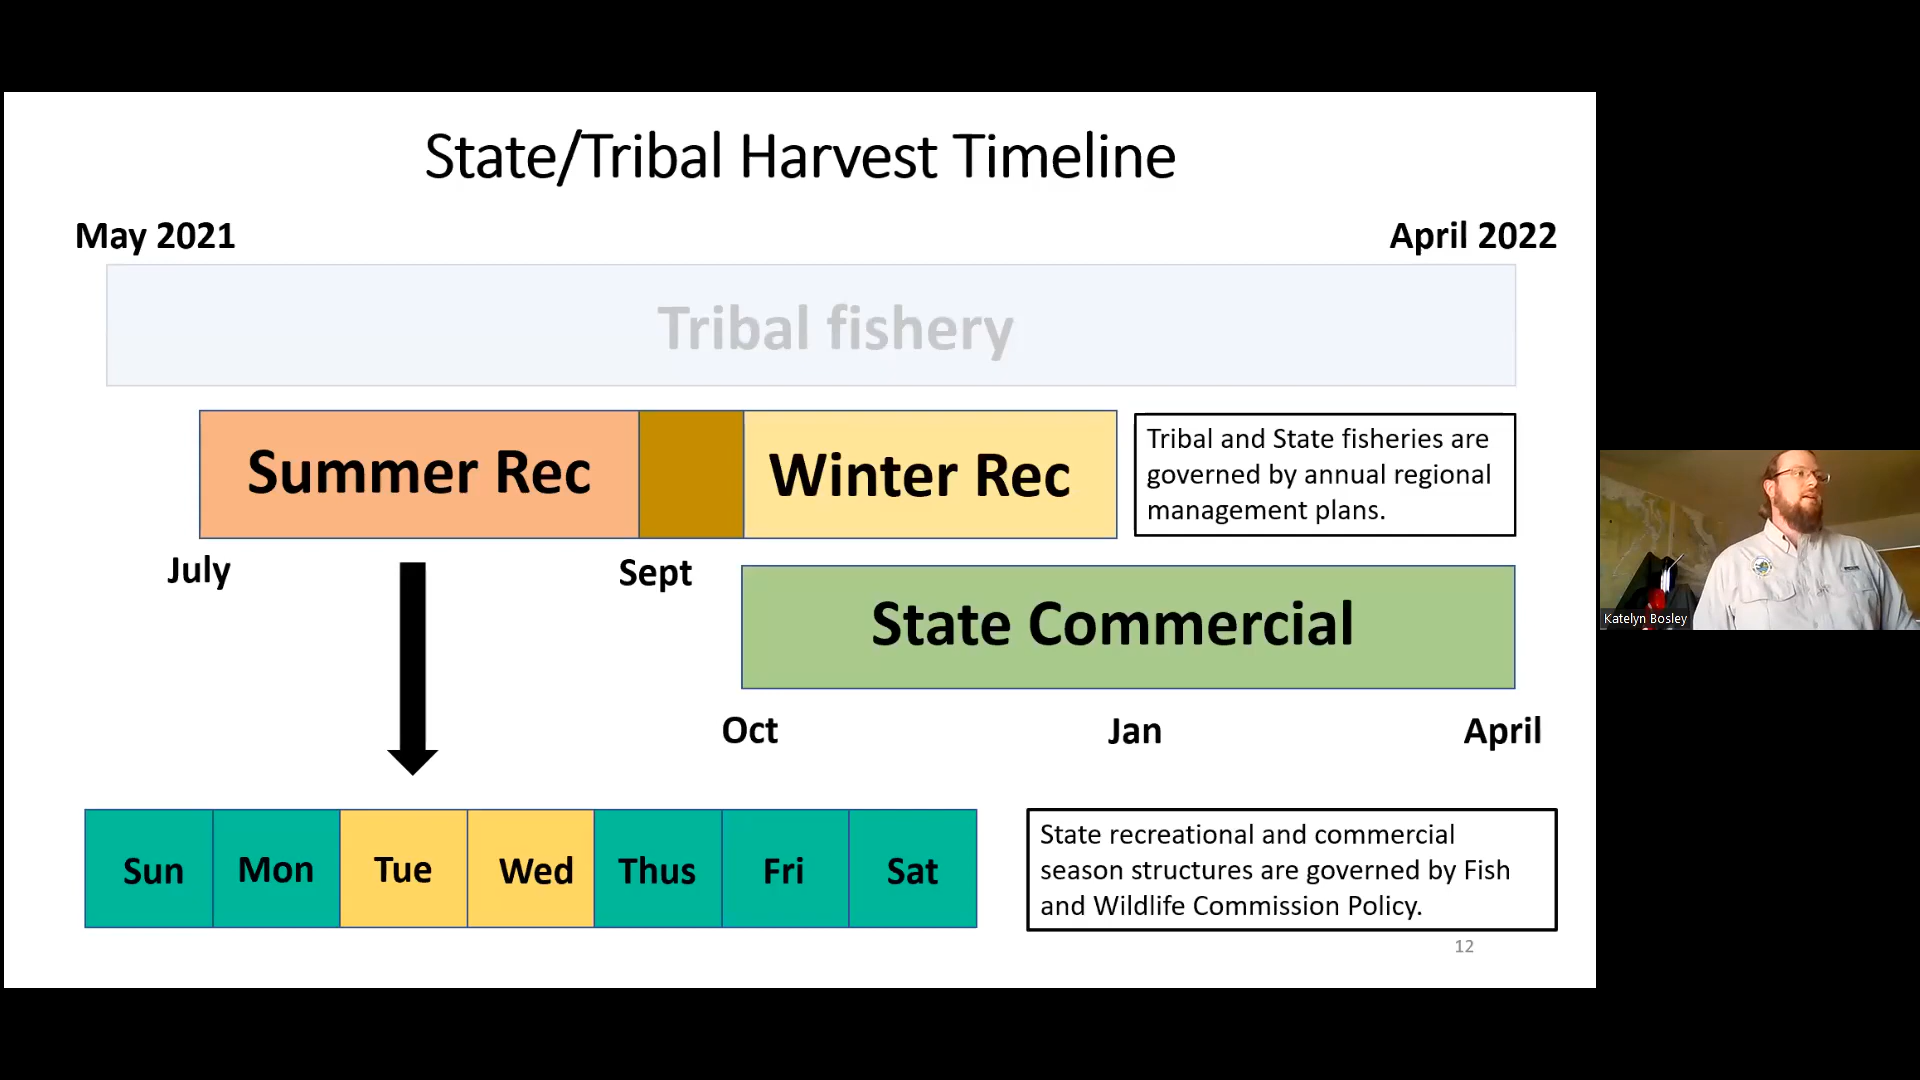 State/Tribal Harvest Timeline
May 2021
April 2022
Tribal fishery
Summer Rec
Winter Rec
Tribal and State fisheries are
governed by annual regional
management plans.
July
Sept
State Commercial
Oct
Jan
April
Sun
Mon
Tue
Wed
Thus
Fri
Sat
State recreational and commercial
season structures are governed by Fish
and Wildlife Commission Policy.
12
Katelyn Bosley